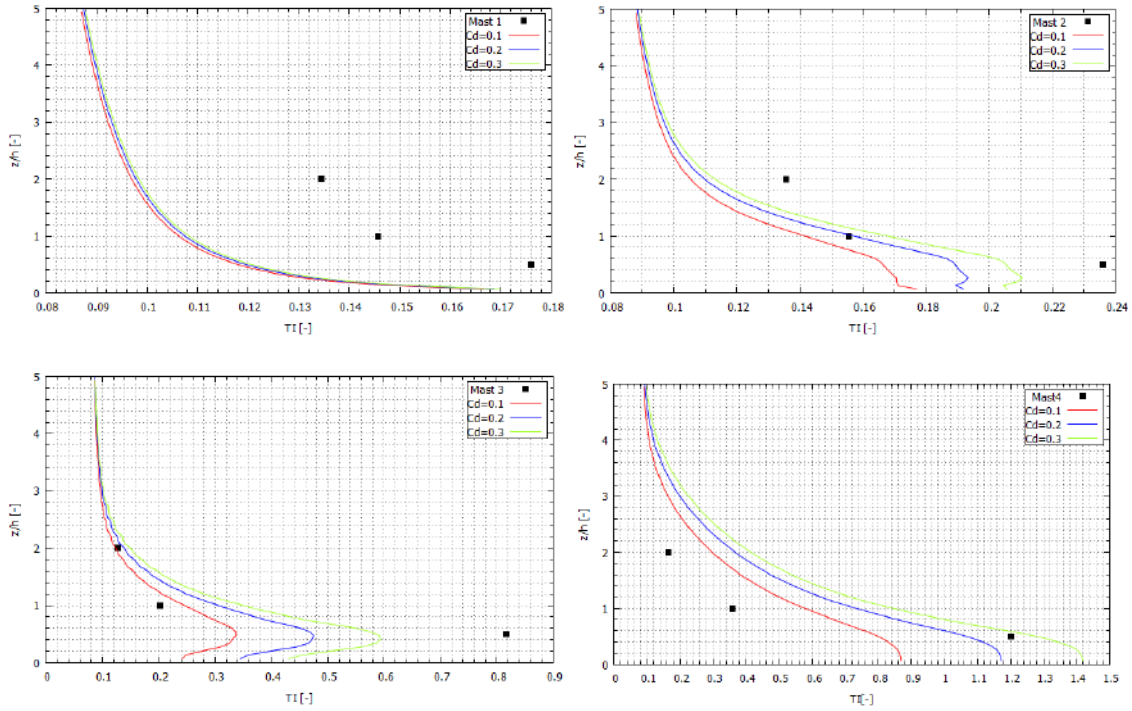 5
4
3
2
1
0
z/h [-]
0.08 0.09 0.1 0.11 0.12 0.13 0.14 0.15 0.16 0.17 0.18
TI [-]
Mast 1
Cd=0.1
Cd=0.2
Cd=0.3
5
4
3
2
1
0
z/h [-]
0.08 0.1 0.12 0.14 0.16 0.18 0.2 0.22 0.24
TI [-]
Mast 2
Cd=0.1
Cd=0.2
Cd=0.3
5
4
3
2
1
0
z/h [-]
0 0.1 0.2 0.3 0.4 0.5 0.6 0.7 0.8 0.9
TI [-]
Mast 3
Cd=0.1
Cd=0.2
Cd=0.3
5
4
3
2
1
0
z/h [-]
0 0.1 0.2 0.3 0.4 0.5 0.6 0.7 0.8 0.9 1 1.1 1.2 1.3 1.4 1.5
TI[-]
Mast4
Cd=0.1
Cd=0.2
Cd=0.3